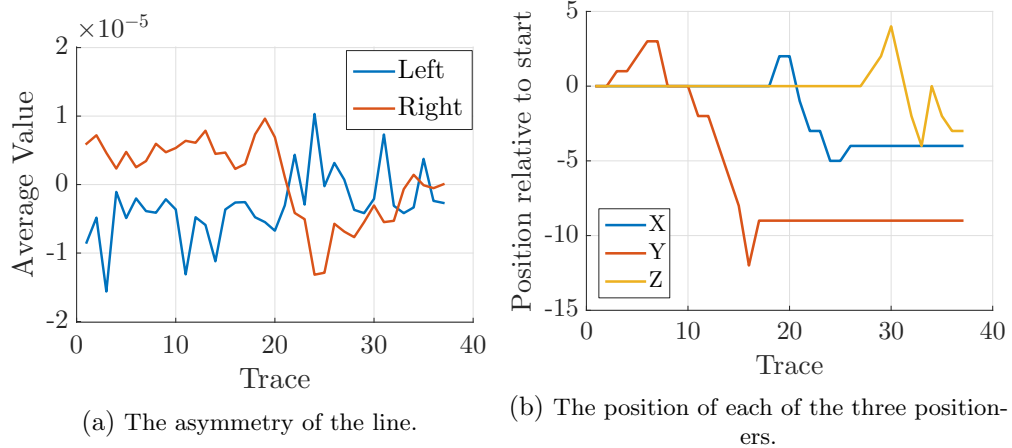 ×10⁻⁵
2
1
0
-1
-2
Average Value
Left
Right
0
10
20
30
40
Trace
(a) The asymmetry of the line.
5
0
-5
-10
-15
Position relative to start
X
Y
Z
0
10
20
30
40
Trace
(b) The position of each of the three position-
ers.